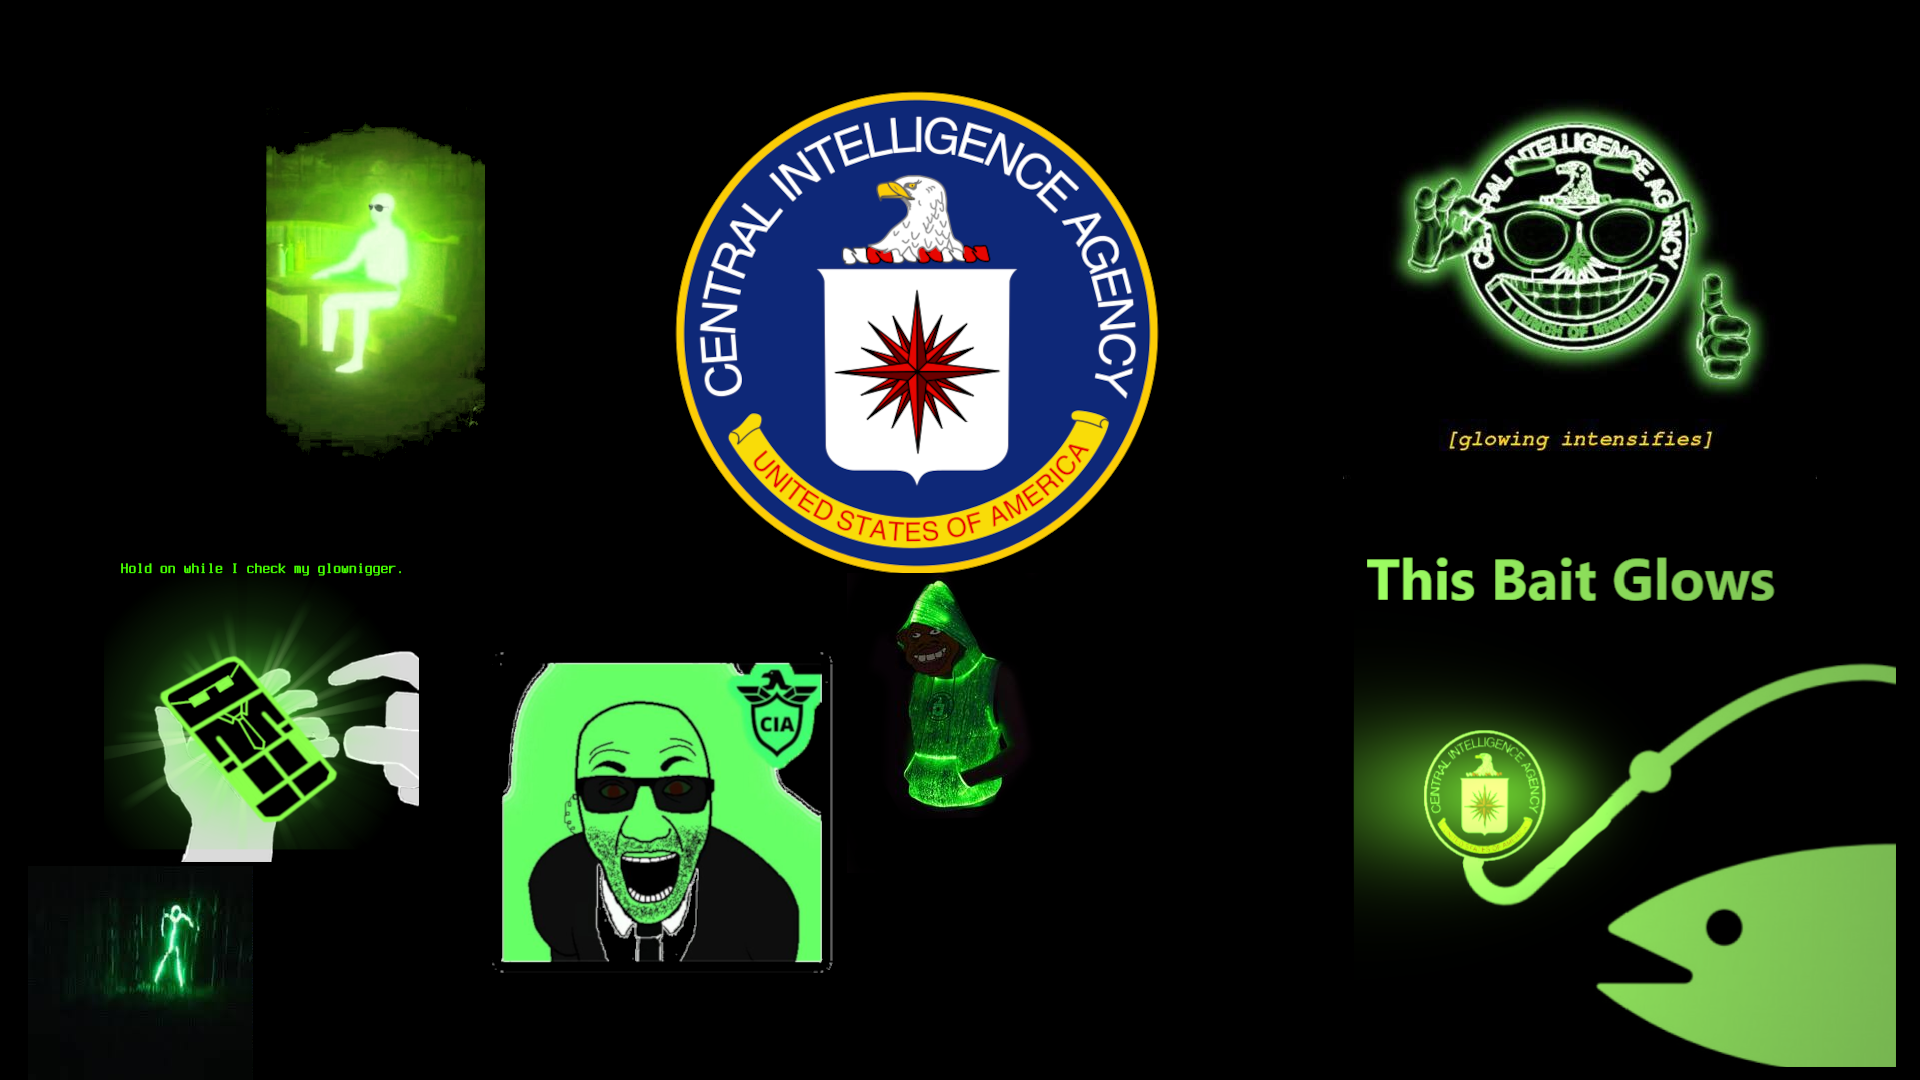 CENTRAL INTELLIGENCE AGENCY
UNITED STATES OF AMERICA
CENTRAL INTELLIGENCE AGENCY
A BUNCH OF NIGGERS
[glowing intensifies]
Hold on while I check my glownigger.
This Bait Glows
CIA
CENTRAL INTELLIGENCE AGENCY